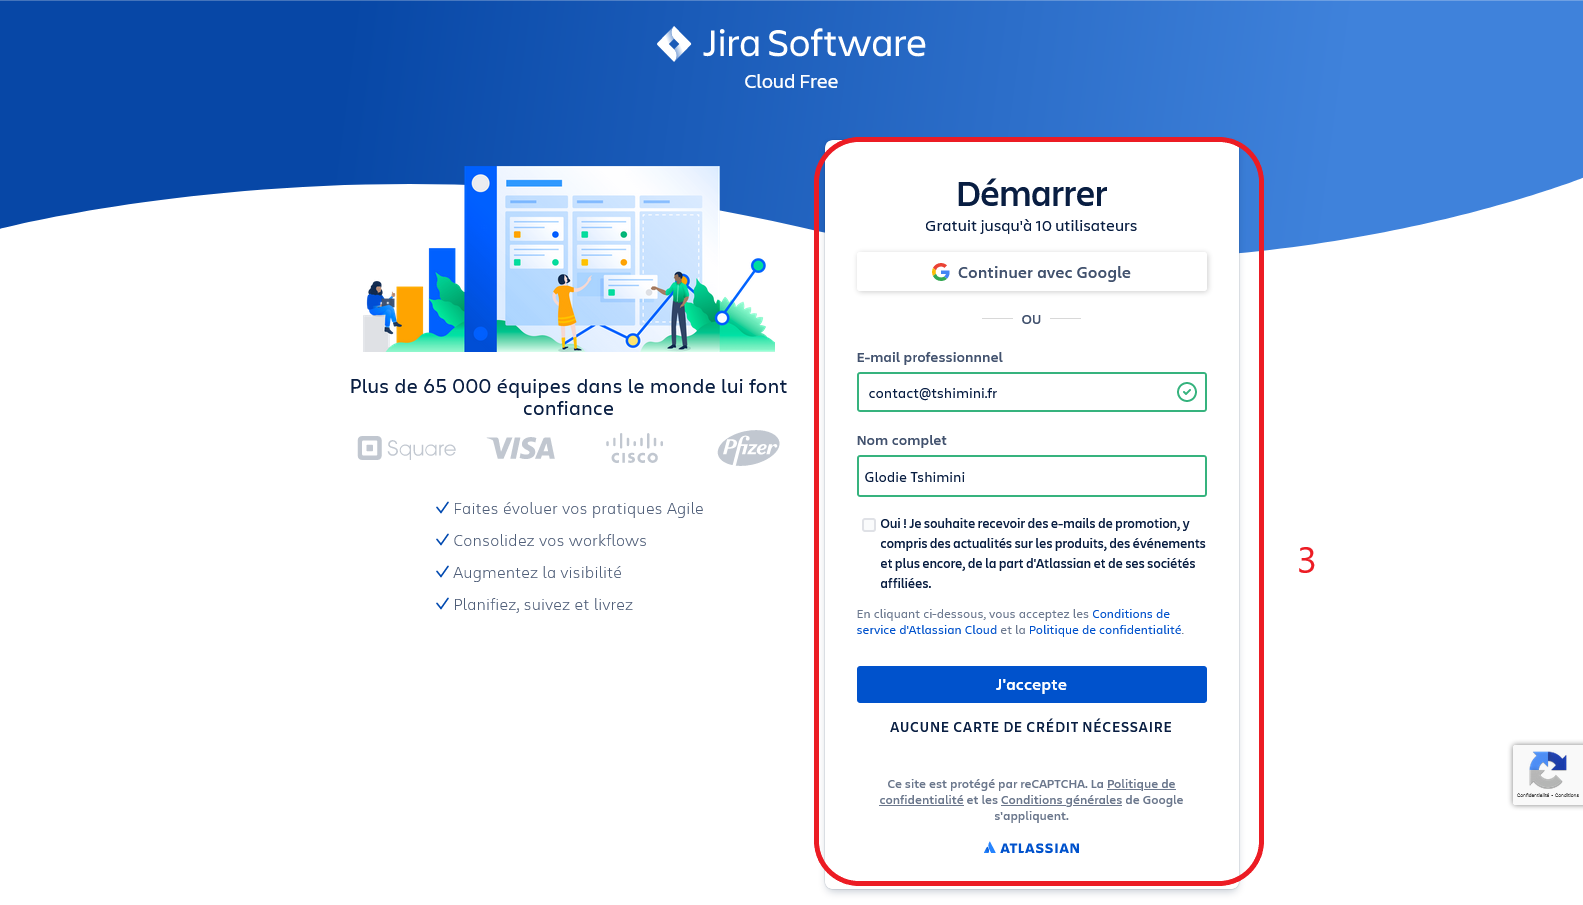 Jira Software
Cloud Free
Plus de 65 000 équipes dans le monde lui font
confiance
Square
VISA
CISCO
Pfizer
Faites évoluer vos pratiques Agile
Consolidez vos workflows
Augmentez la visibilité
Planifiez, suivez et livrez
Démarrer
Gratuit jusqu'à 10 utilisateurs
Continuer avec Google
OU
E-mail professionnnel
contact@tshimini.fr
Nom complet
Glodie Tshimini
Oui ! Je souhaite recevoir des e-mails de promotion, y
compris des actualités sur les produits, des événements
et plus encore, de la part d'Atlassian et de ses sociétés
affiliées.
En cliquant ci-dessous, vous acceptez les Conditions de
service d'Atlassian Cloud et la Politique de confidentialité.
J'accepte
AUCUNE CARTE DE CRÉDIT NÉCESSAIRE
Ce site est protégé par reCAPTCHA. La Politique de
confidentialité et les Conditions générales de Google
s'appliquent.
ATLASSIAN
3
Confidentialité - Conditions